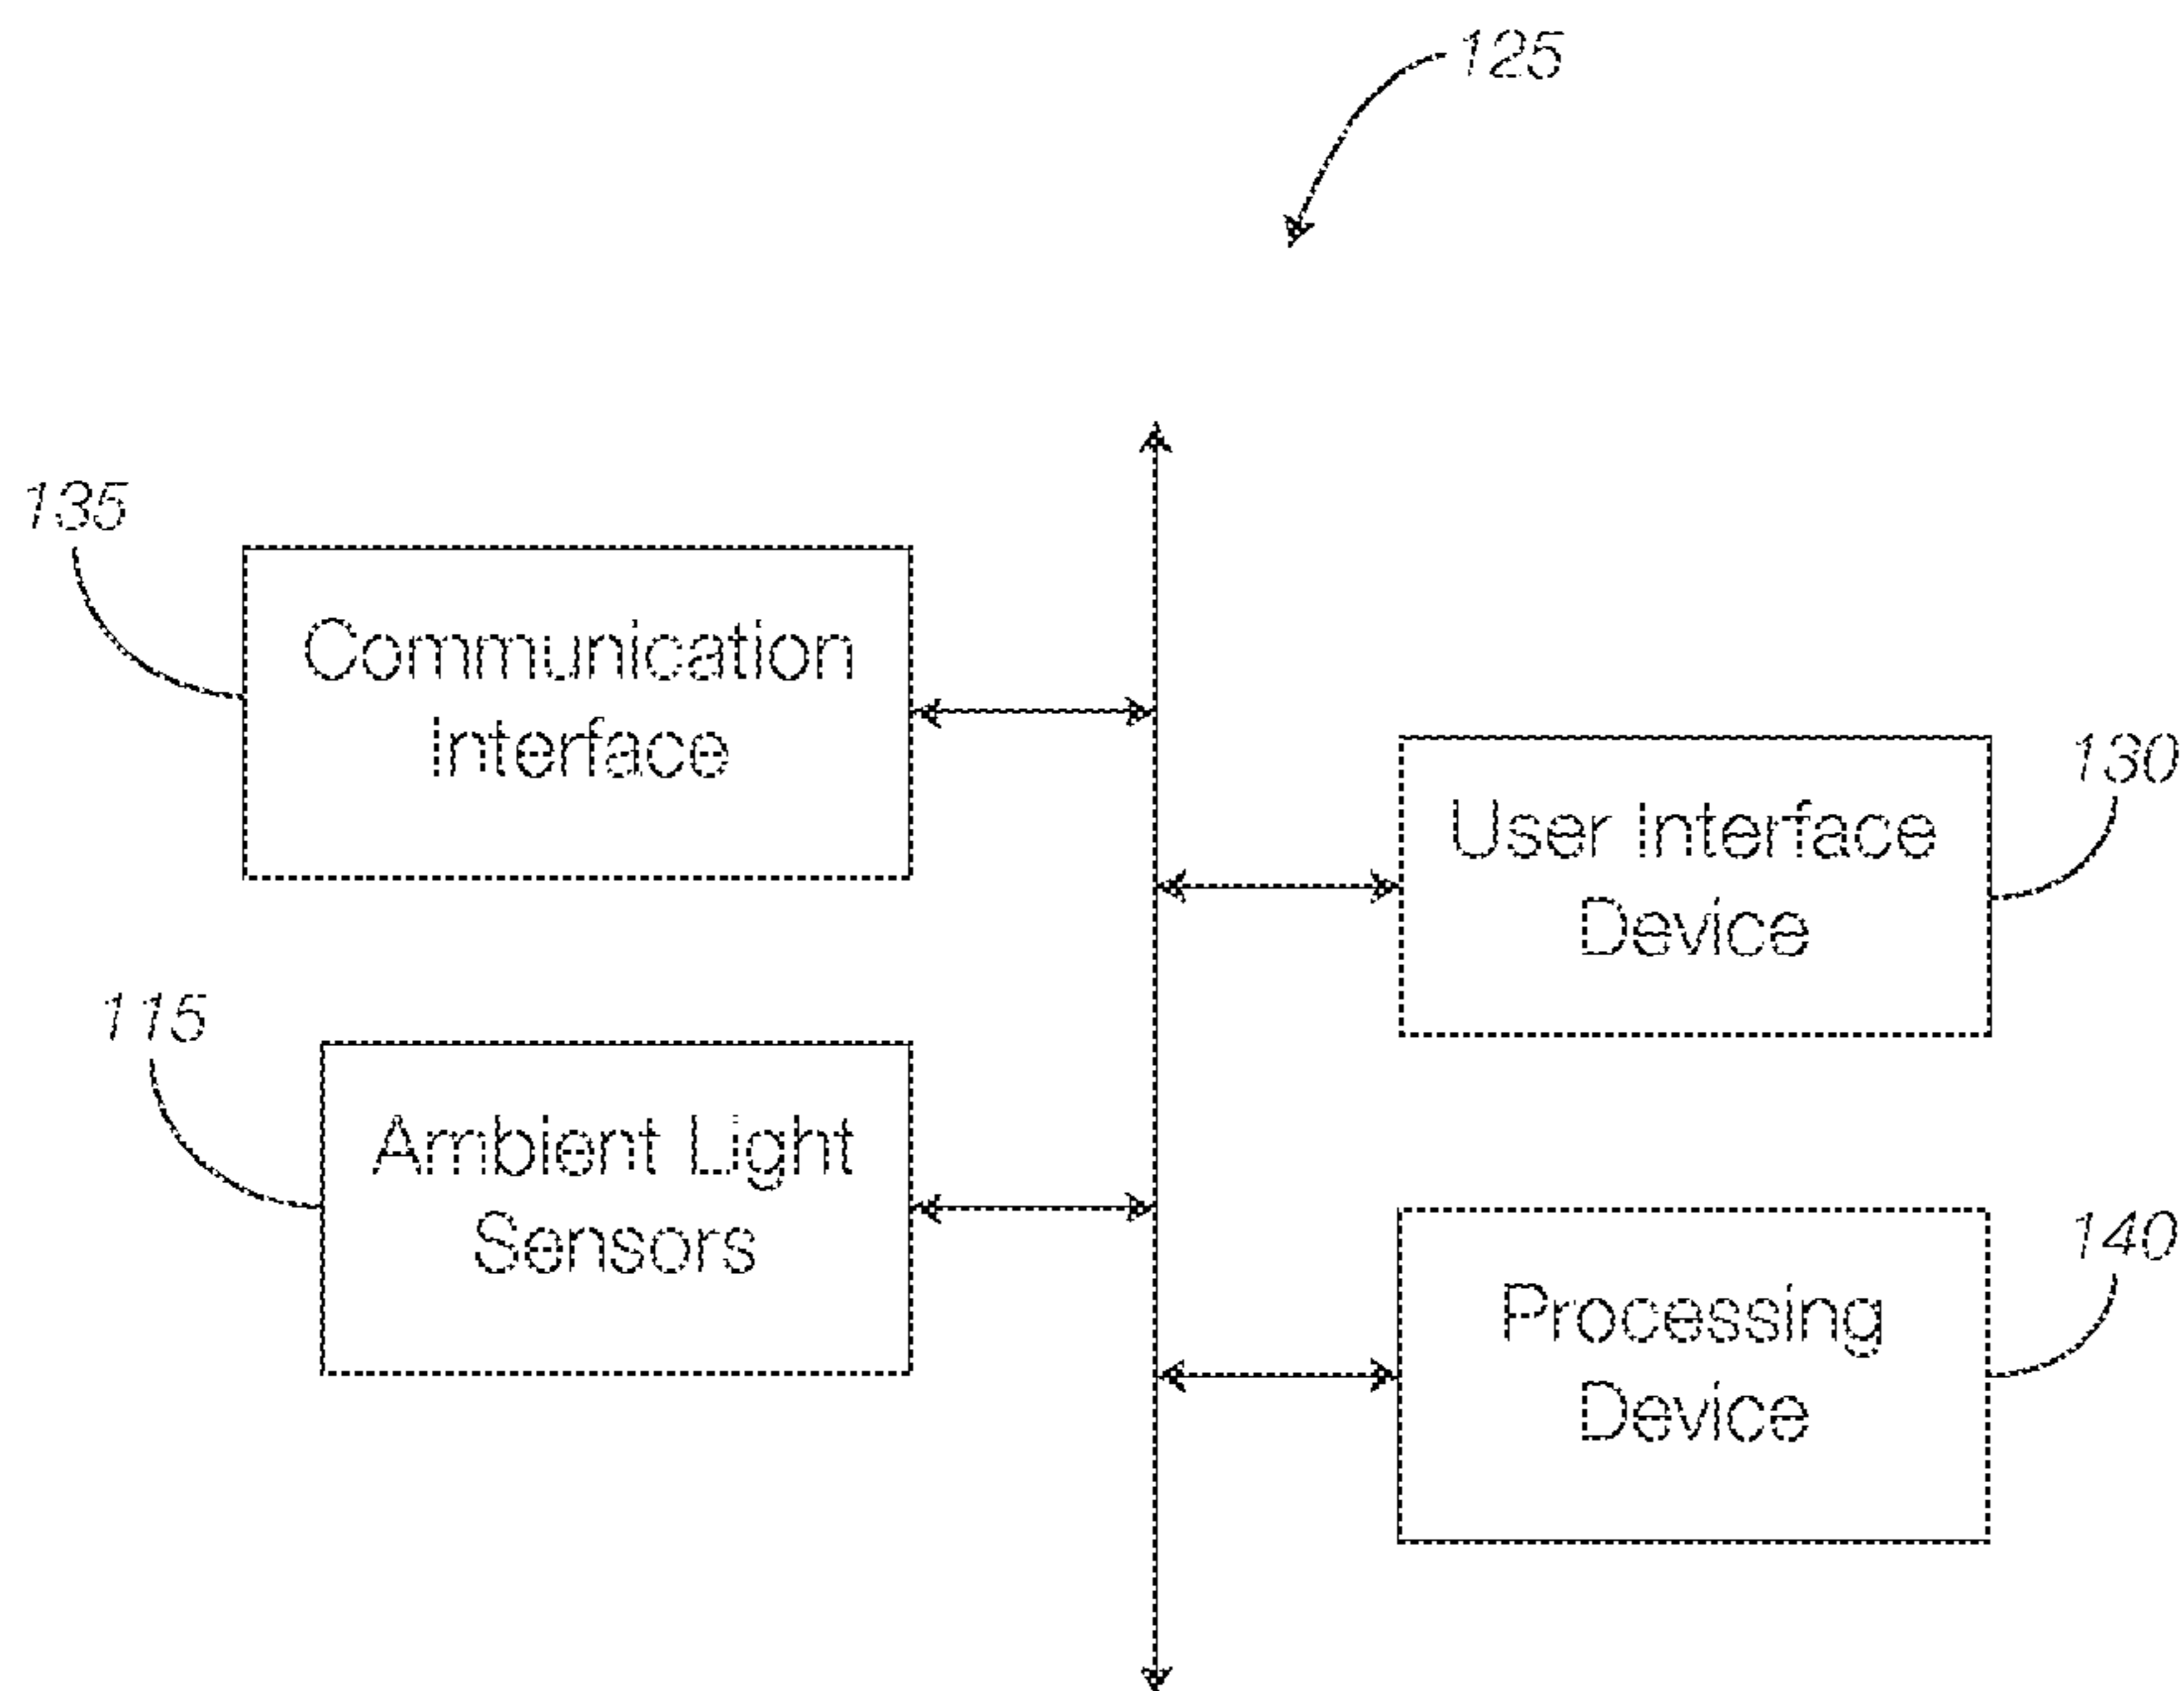 125
135
Communication
Interface
130
User Interface
Device
115
Ambient Light
Sensors
140
Processing
Device